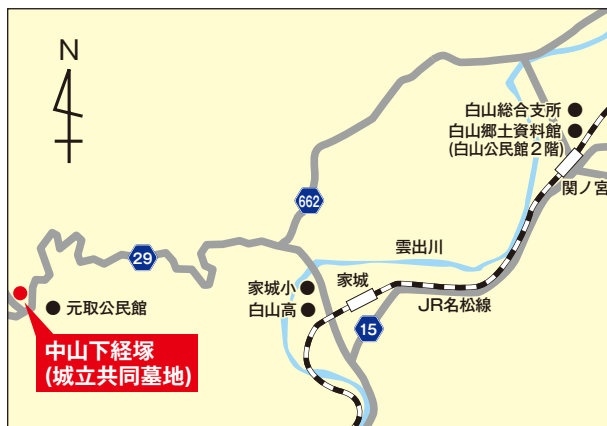 N
白山総合支所
白山郷土資料館
(白山公民館2階)
関ノ宮
662
雲出川
29
家城小
家城
白山高
JR名松線
元取公民館
15
中山下経塚
(城立共同墓地)